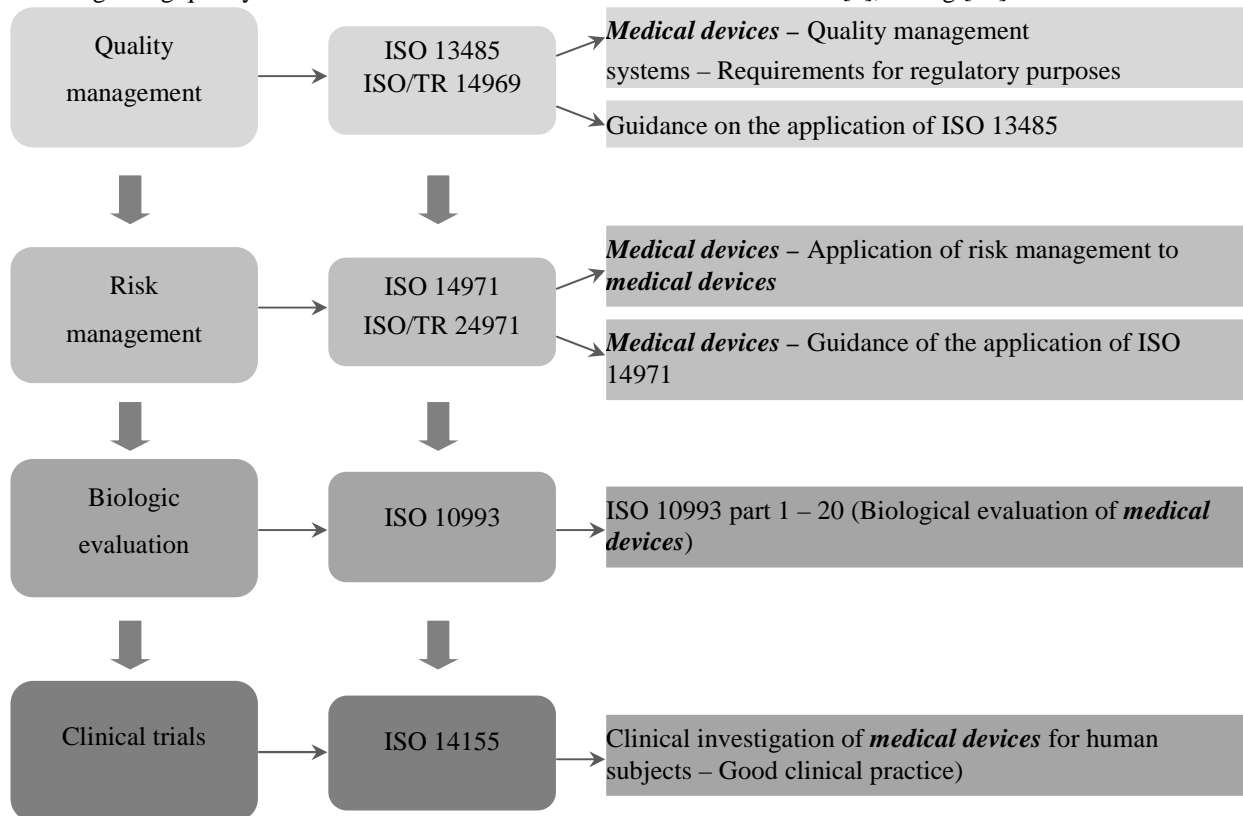 Quality
management
ISO 13485
ISO/TR 14969
Medical devices – Quality management
systems – Requirements for regulatory purposes
Guidance on the application of ISO 13485
Risk
management
ISO 14971
ISO/TR 24971
Medical devices – Application of risk management to
medical devices
Medical devices – Guidance of the application of ISO
14971
Biologic
evaluation
ISO 10993
ISO 10993 part 1 – 20 (Biological evaluation of medical
devices)
Clinical trials
ISO 14155
Clinical investigation of medical devices for human
subjects – Good clinical practice)